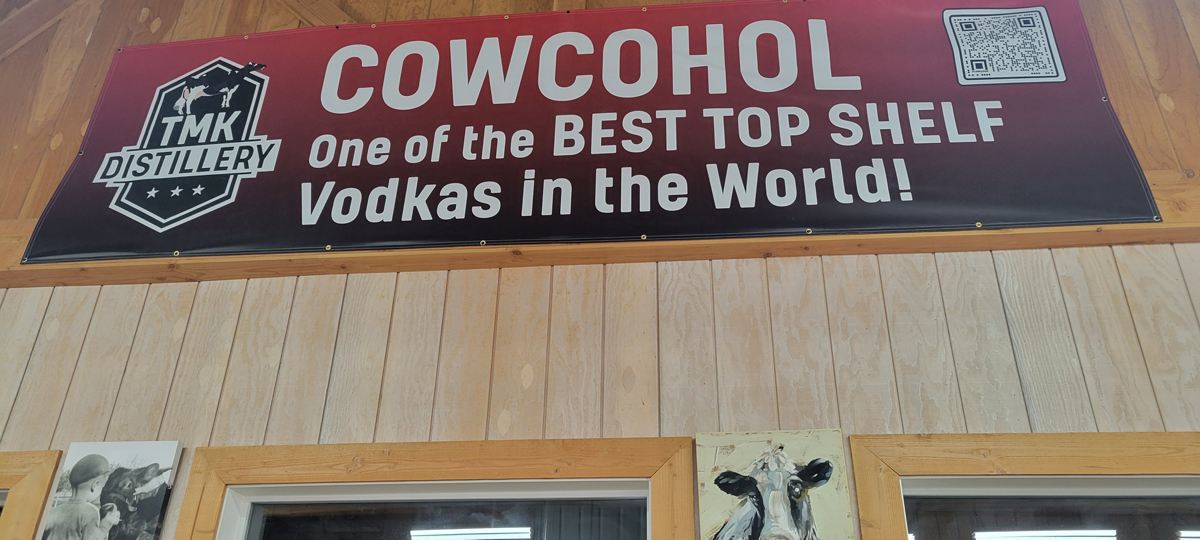 COWCOHOL
One of the BEST TOP SHELF
Vodkas in the World!
TMK
DISTILLERY